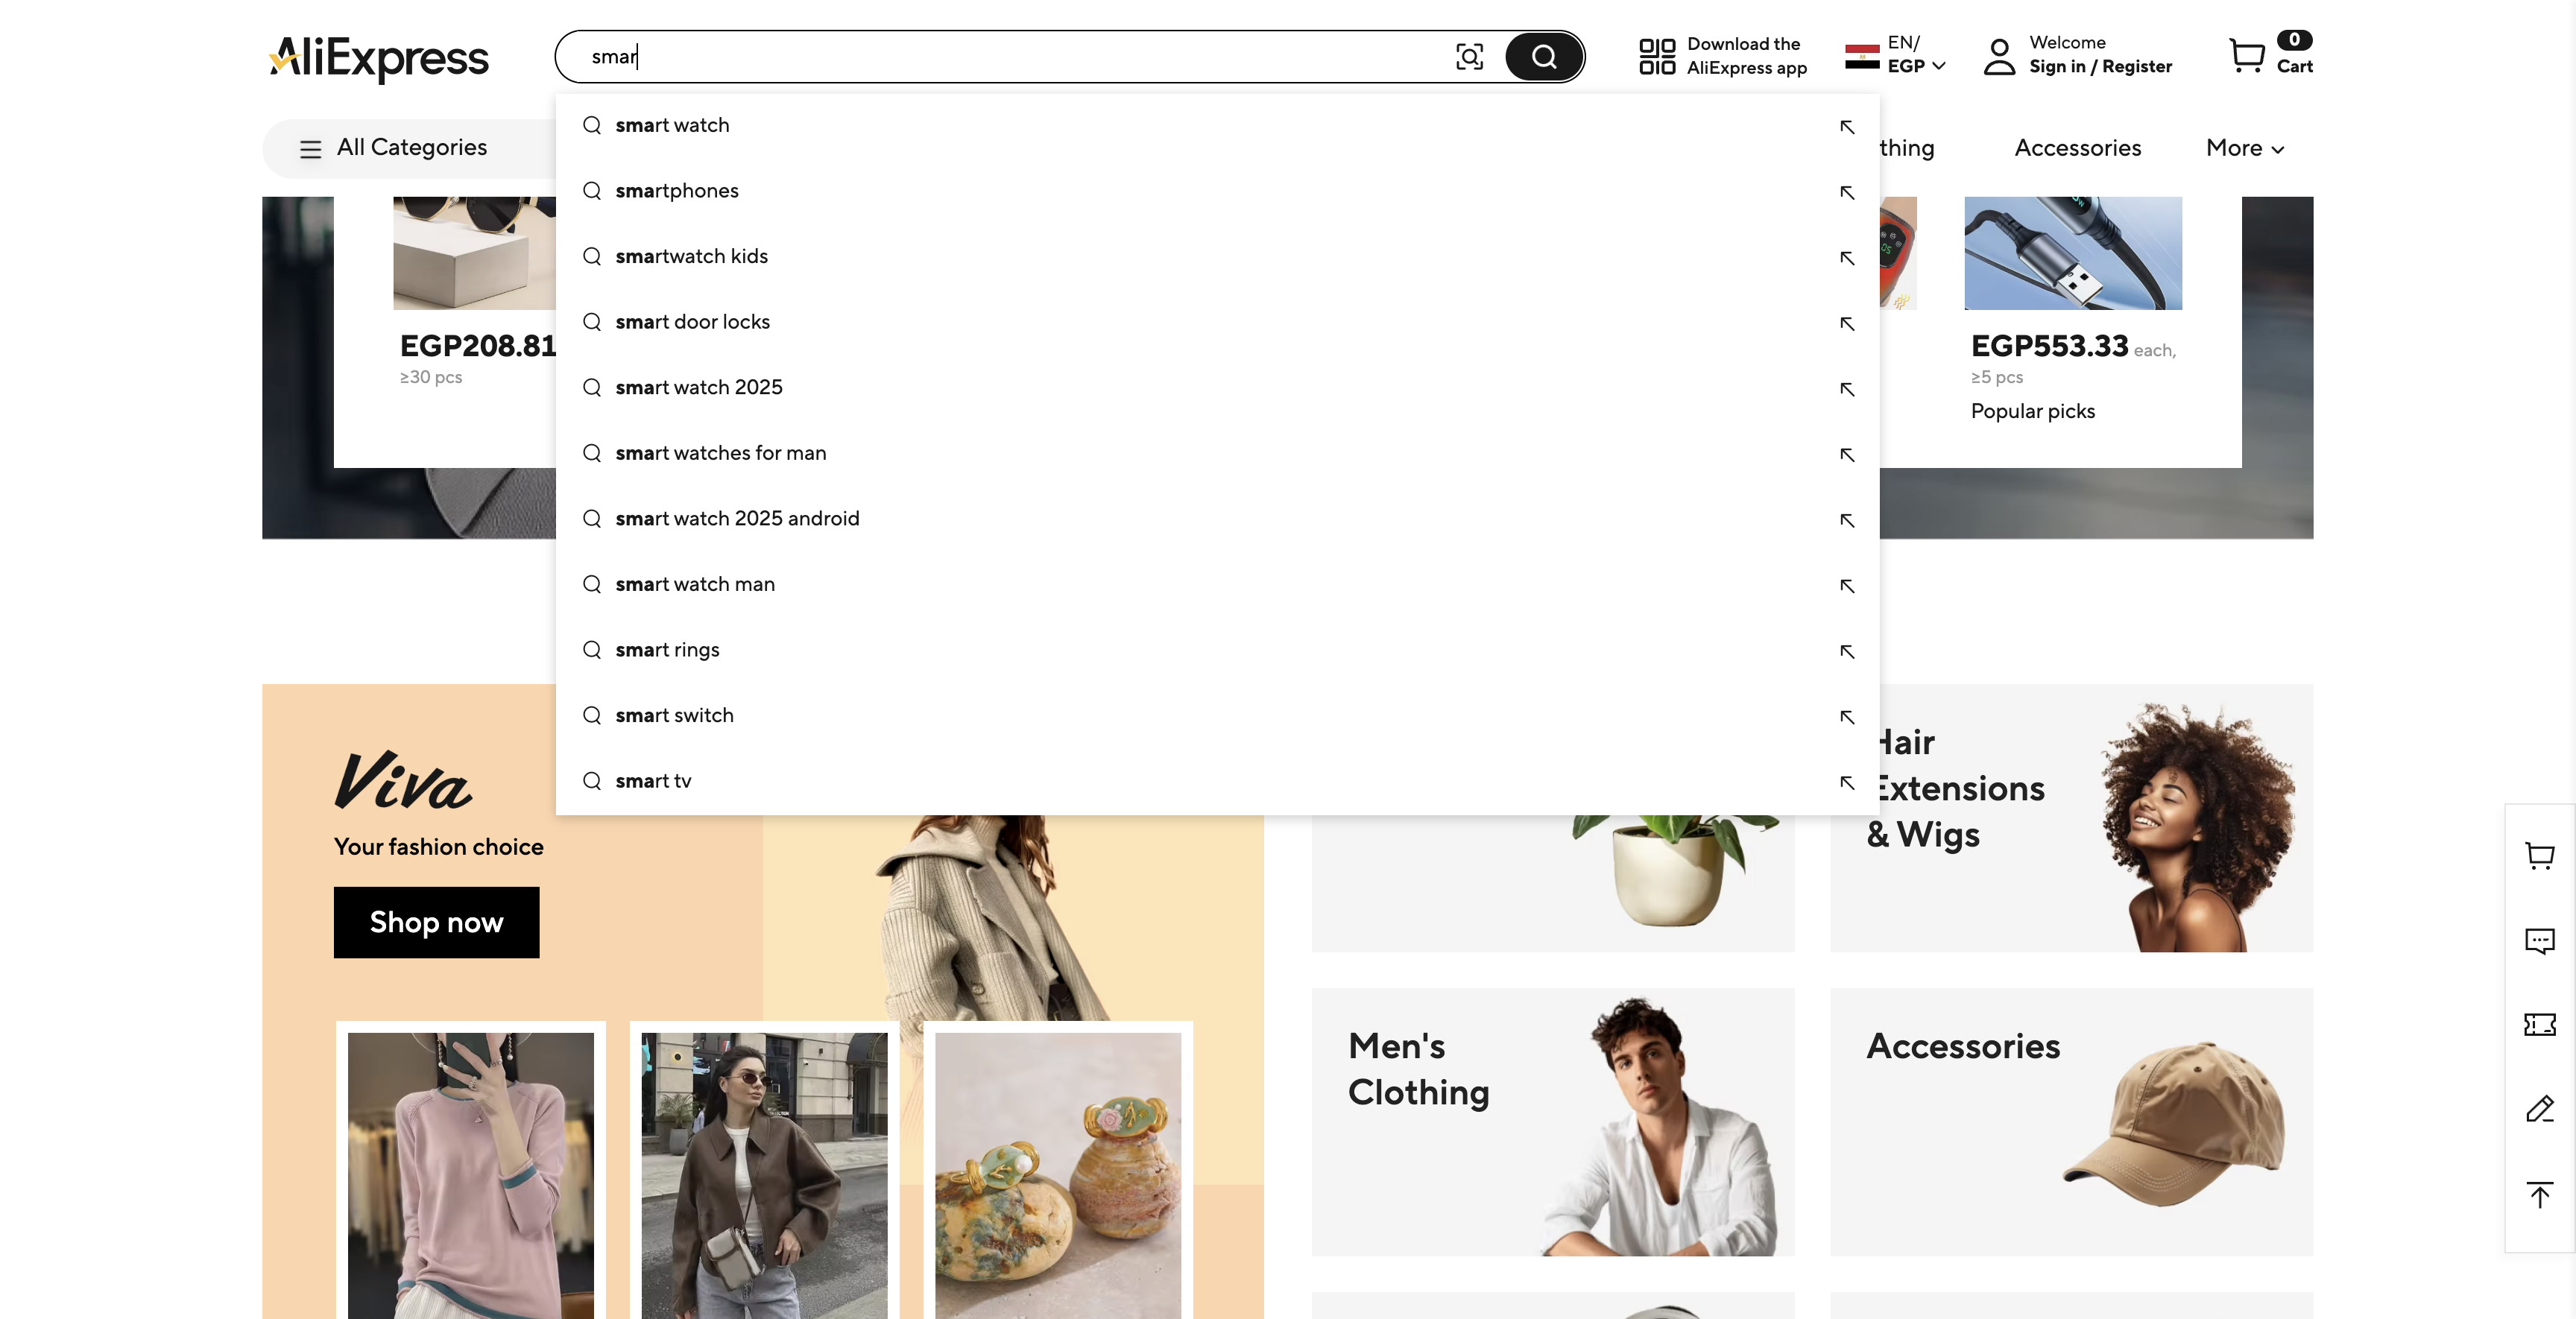 AliExpress
smar
Download the
AliExpress app
EN/
EGP
Welcome
Sign in / Register
0
Cart
All Categories
thing
Accessories
More
smart watch
smartphones
smartwatch kids
smart door locks
smart watch 2025
smart watches for man
smart watch 2025 android
smart watch man
smart rings
smart switch
smart tv
EGP208.81
≥30 pcs
EGP553.33 each,
≥5 pcs
Popular picks
Viva
Your fashion choice
Shop now
Hair
Extensions
& Wigs
Men's
Clothing
Accessories